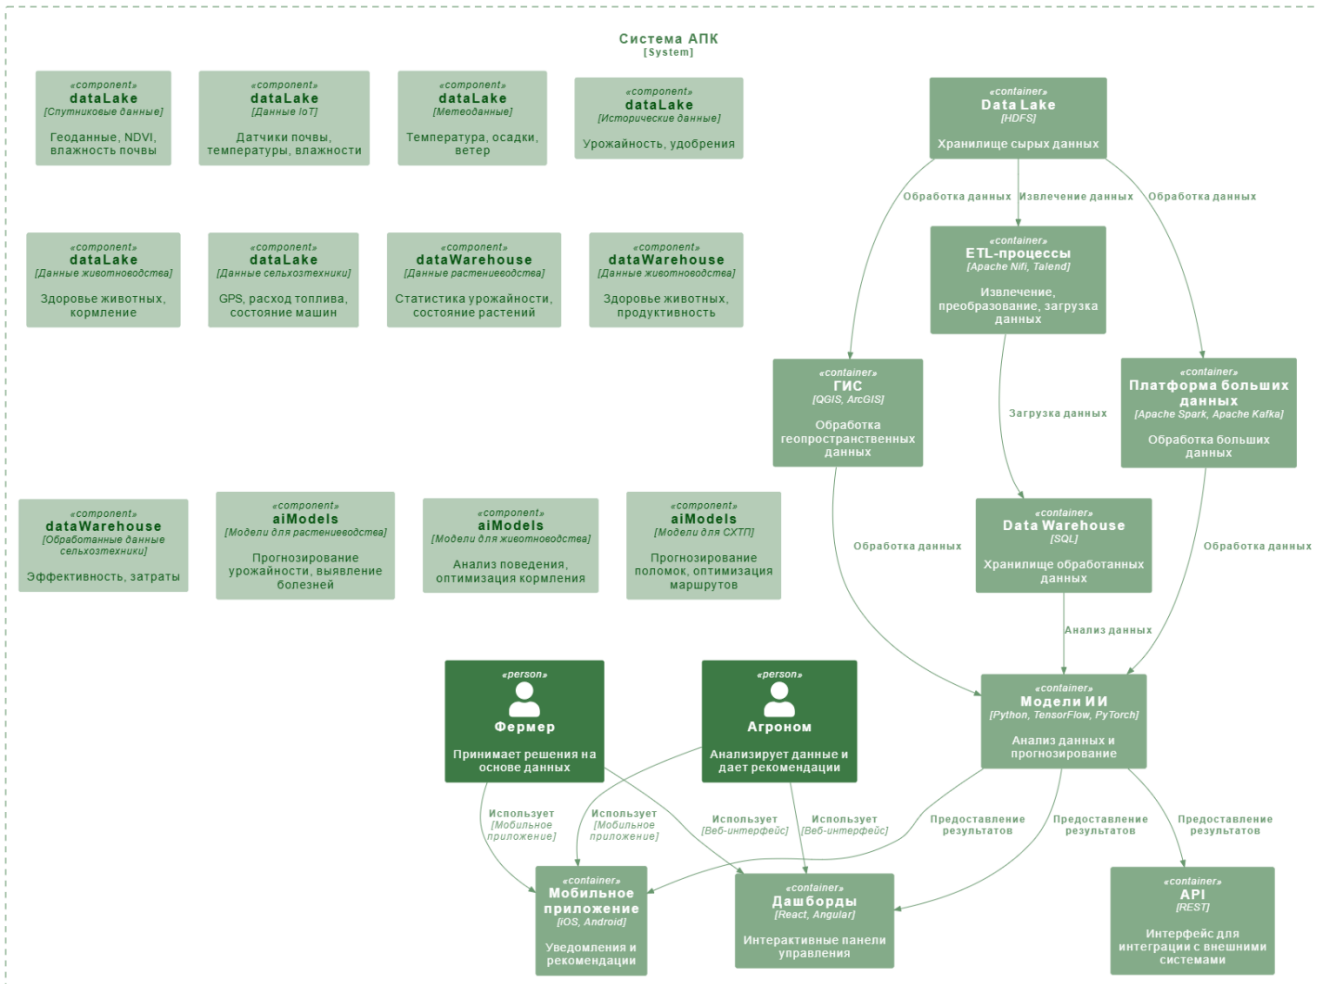 Система АПК
[System]
«component»
dataLake
[Спутниковые данные]
Геоданные, NDVI,
влажность почвы
«component»
dataLake
[Данные IoT]
Датчики почвы,
температуры, влажности
«component»
dataLake
[Метеоданные]
Температура, осадки,
ветер
«component»
dataLake
[Исторические данные]
Урожайность, удобрения
«container»
Data Lake
[HDFS]
Хранилище сырых данных
Обработка данных
Извлечение данных
Обработка данных
«component»
dataLake
[Данные животноводства]
Здоровье животных,
кормление
«component»
dataLake
[Данные сельхозтехники]
GPS, расход топлива,
состояние машин
«component»
dataWarehouse
[Данные растениеводства]
Статистика урожайности,
состояние растений
«component»
dataWarehouse
[Данные животноводства]
Здоровье животных,
продуктивность
«container»
ETL-процессы
[Apache Nifi, Talend]
Извлечение,
преобразование, загрузка
данных
«container»
ГИС
[QGIS, ArcGIS]
Обработка
геопространственных
данных
Загрузка данных
«container»
Платформа больших
данных
[Apache Spark, Apache Kafka]
Обработка больших
данных
«component»
dataWarehouse
[Обработанные данные
сельхозтехники]
Эффективность, затраты
«component»
aiModels
[Модели для растениеводства]
Прогнозирование
урожайности, выявление
болезней
«component»
aiModels
[Модели для животноводства]
Анализ поведения,
оптимизация кормления
«component»
aiModels
[Модели для СХТП]
Прогнозирование
поломок, оптимизация
маршрутов
Обработка данных
«container»
Data Warehouse
[SQL]
Хранилище обработанных
данных
Обработка данных
Анализ данных
«person»
Фермер
Принимает решения на
основе данных
«person»
Агроном
Анализирует данные и
дает рекомендации
«container»
Модели ИИ
[Python, TensorFlow, PyTorch]
Анализ данных и
прогнозирование
Использует
[Мобильное
приложение]
Использует
[Мобильное
приложение]
Использует
[Веб-интерфейс]
Использует
[Веб-интерфейс]
Предоставление
результатов
Предоставление
результатов
Предоставление
результатов
«container»
Мобильное
приложение
[iOS, Android]
Уведомления и
рекомендации
«container»
Дашборды
[React, Angular]
Интерактивные панели
управления
«container»
API
[REST]
Интерфейс для
интеграции с внешними
системами